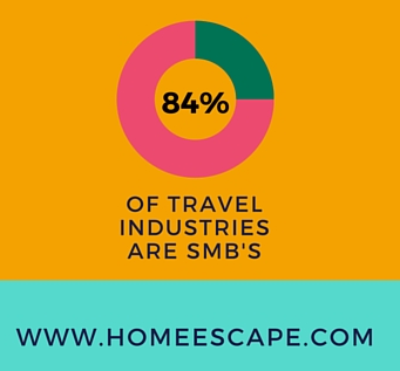 84%
OF TRAVEL
INDUSTRIES
ARE SMB'S
WWW.HOMEESCAPE.COM